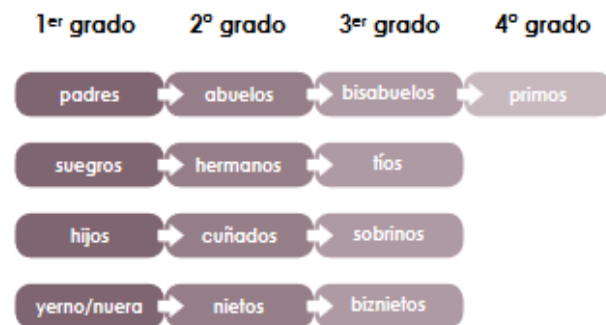 1er grado 2º grado 3er grado 4º grado
padres abuelos bisabuelos primos
suegros hermanos tíos
hijos cuñados sobrinos
yerno/nuera nietos biznietos